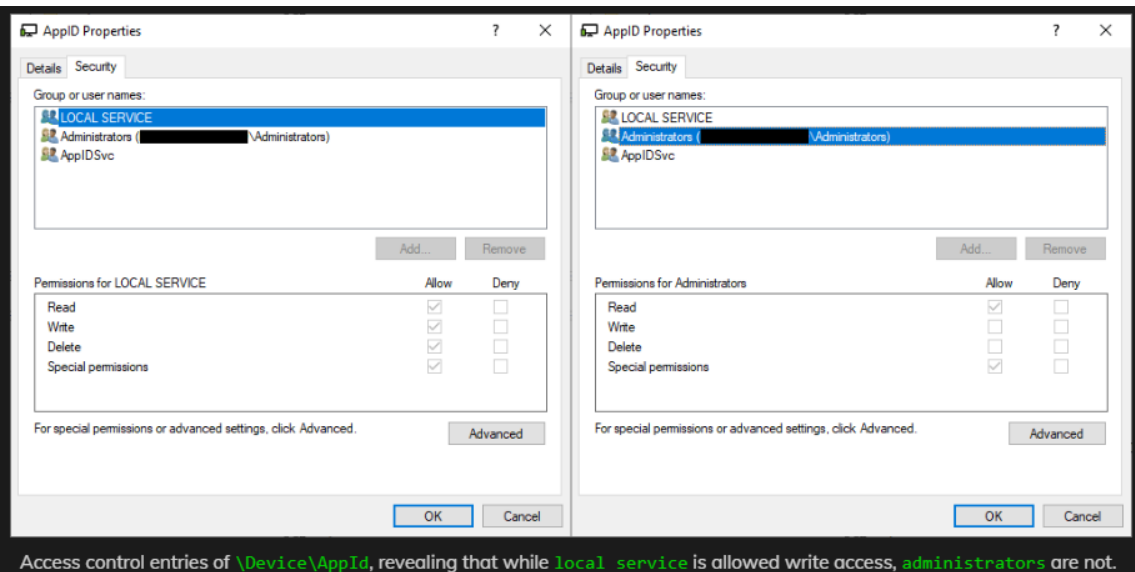 AppID Properties ? ×
Details Security
Group or user names:
LOCAL SERVICE
Administrators ( \Administrators)
AppIDSvc
Add... Remove
Permissions for LOCAL SERVICE Allow Deny
Read
Write
Delete
Special permissions
For special permissions or advanced settings, click Advanced.
Advanced
OK Cancel
AppID Properties ? ×
Details Security
Group or user names:
LOCAL SERVICE
Administrators ( \Administrators)
AppIDSvc
Add... Remove
Permissions for Administrators Allow Deny
Read
Write
Delete
Special permissions
For special permissions or advanced settings, click Advanced.
Advanced
OK Cancel
Access control entries of \Device\AppId, revealing that while local service is allowed write access, administrators are not.